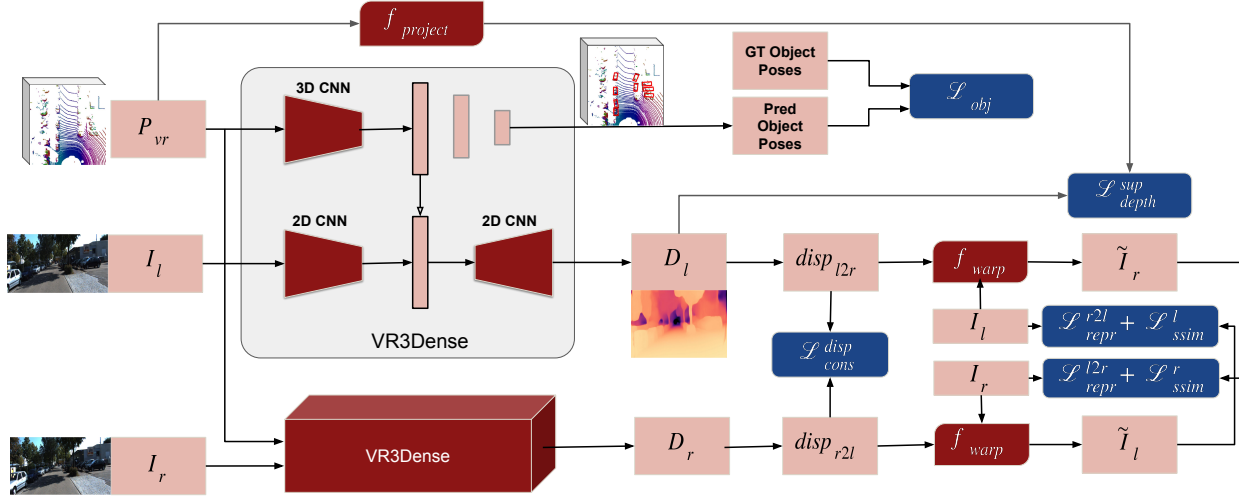 f project
3D CNN
GT Object
Poses
ℒ obj
P vr
Pred
Object
Poses
ℒ sup depth
2D CNN
2D CNN
I l
D l
disp l2r
f warp
Ĩ r
VR3Dense
I l
ℒ r2l repr + ℒ l ssim
ℒ disp cons
I r
ℒ l2r repr + ℒ r ssim
I r
VR3Dense
D r
disp r2l
f warp
Ĩ l